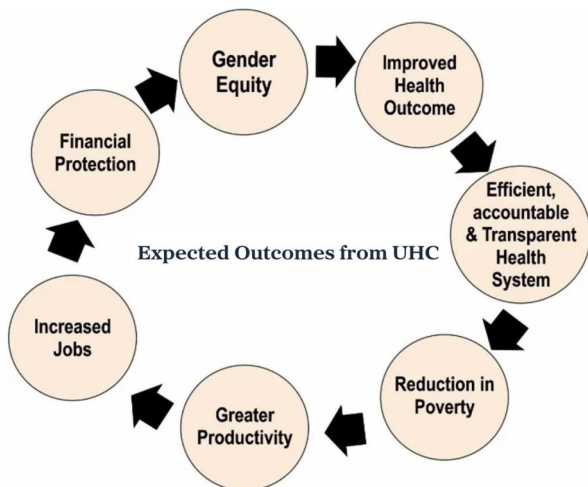 Gender
Equity
Improved
Health
Outcome
Efficient,
accountable
& Transparent
Health
System
Reduction in
Poverty
Greater
Productivity
Increased
Jobs
Financial
Protection
Expected Outcomes from UHC